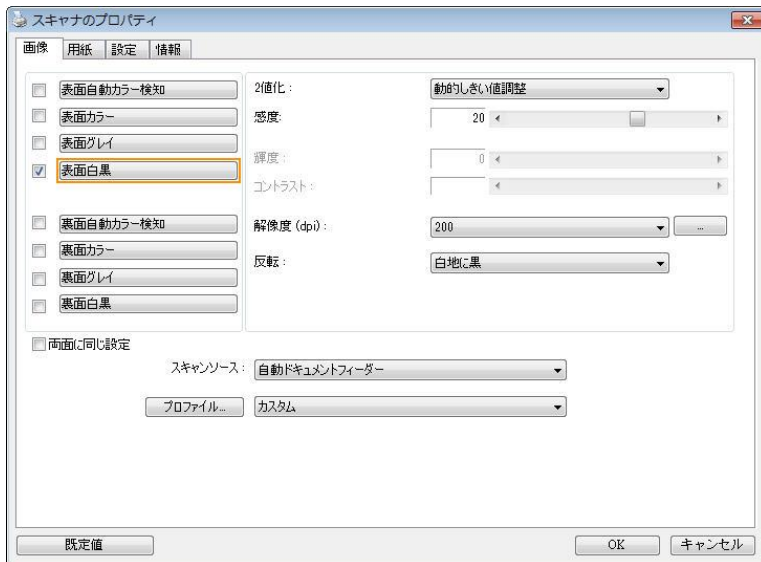 スキャナのプロパティ
画像 用紙 設定 情報
表面自動カラー検知
表面カラー
表面グレイ
表面白黒
裏面自動カラー検知
裏面カラー
裏面グレイ
裏面白黒
2値化: 動的しきい値調整
感度: 20
輝度: 0
コントラスト:
解像度 (dpi): 200 ...
反転: 白地に黒
両面に同じ設定
スキャンソース: 自動ドキュメントフィーダー
プロファイル... カスタム
既定値 OK キャンセル